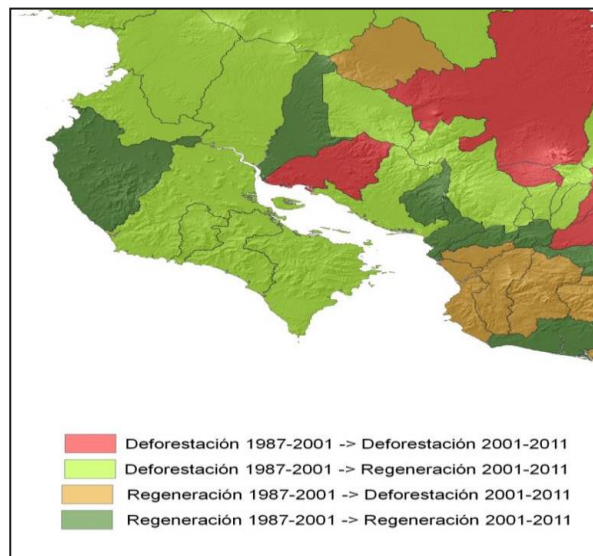 Deforestación 1987-2001 -> Deforestación 2001-2011
Deforestación 1987-2001 -> Regeneración 2001-2011
Regeneración 1987-2001 -> Deforestación 2001-2011
Regeneración 1987-2001 -> Regeneración 2001-2011